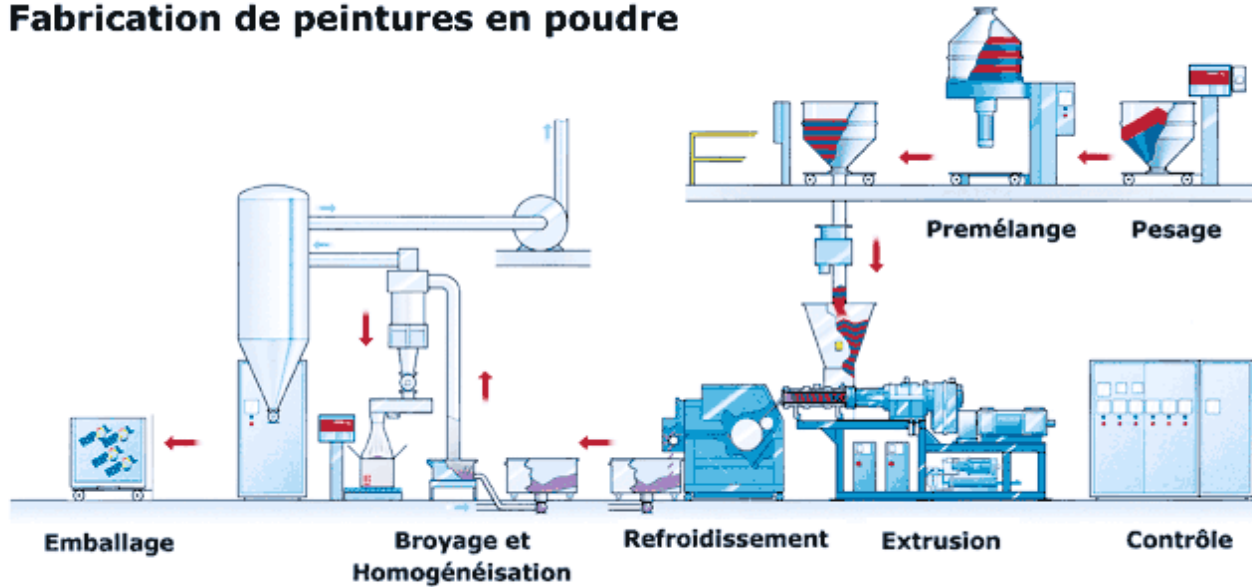 Fabrication de peintures en poudre
Premélange
Pesage
Emballage
Broyage et
Homogénéisation
Refroidissement
Extrusion
Contrôle